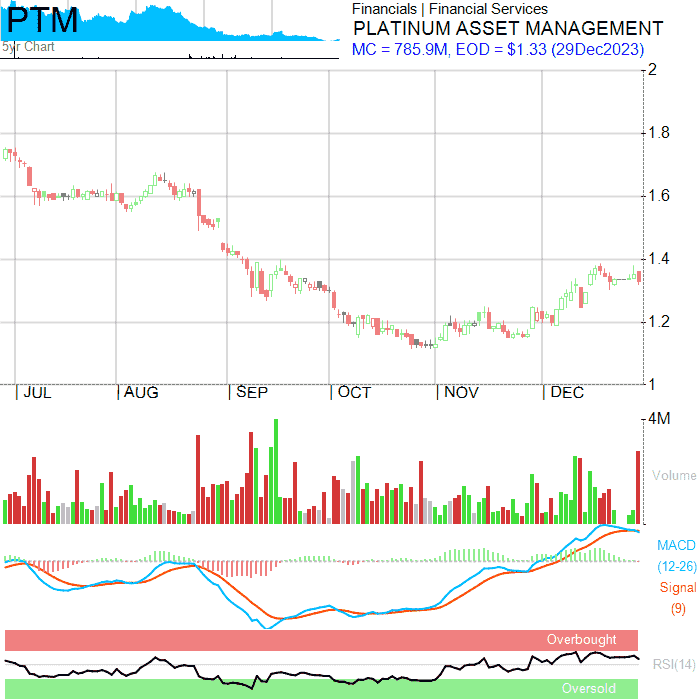 PTM
5yr Chart
Financials | Financial Services
PLATINUM ASSET MANAGEMENT
MC = 785.9M, EOD = $1.33 (29Dec2023)
2
1.8
1.6
1.4
1.2
1
| JUL | AUG | SEP | OCT | NOV | DEC
4M
Volume
MACD
(12-26)
Signal
(9)
Overbought
RSI(14)
Oversold